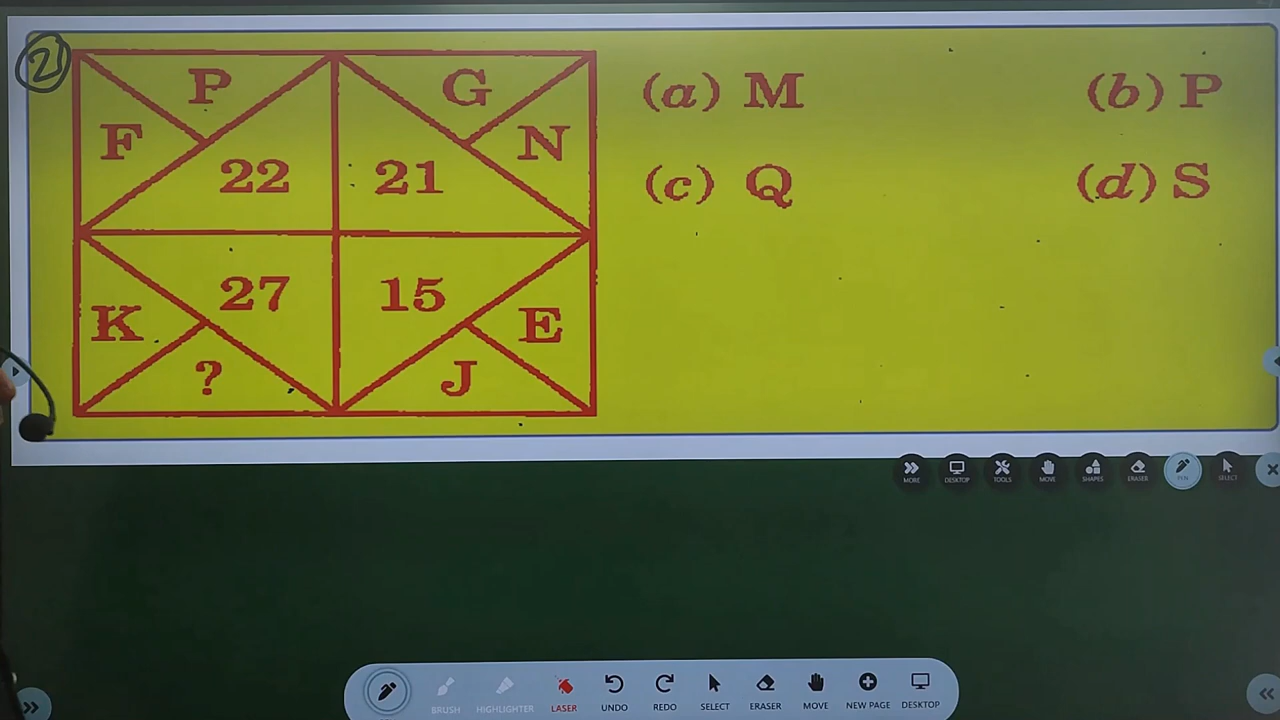 2
P
G
F
N
22
21
27
15
K
E
?
J
(a) M
(b) P
(c) Q
(d) S
MORE DESKTOP TOOLS MOVE SHAPES ERASER PEN SELECT
BRUSH HIGHLIGHTER LASER UNDO REDO SELECT ERASER MOVE NEW PAGE DESKTOP